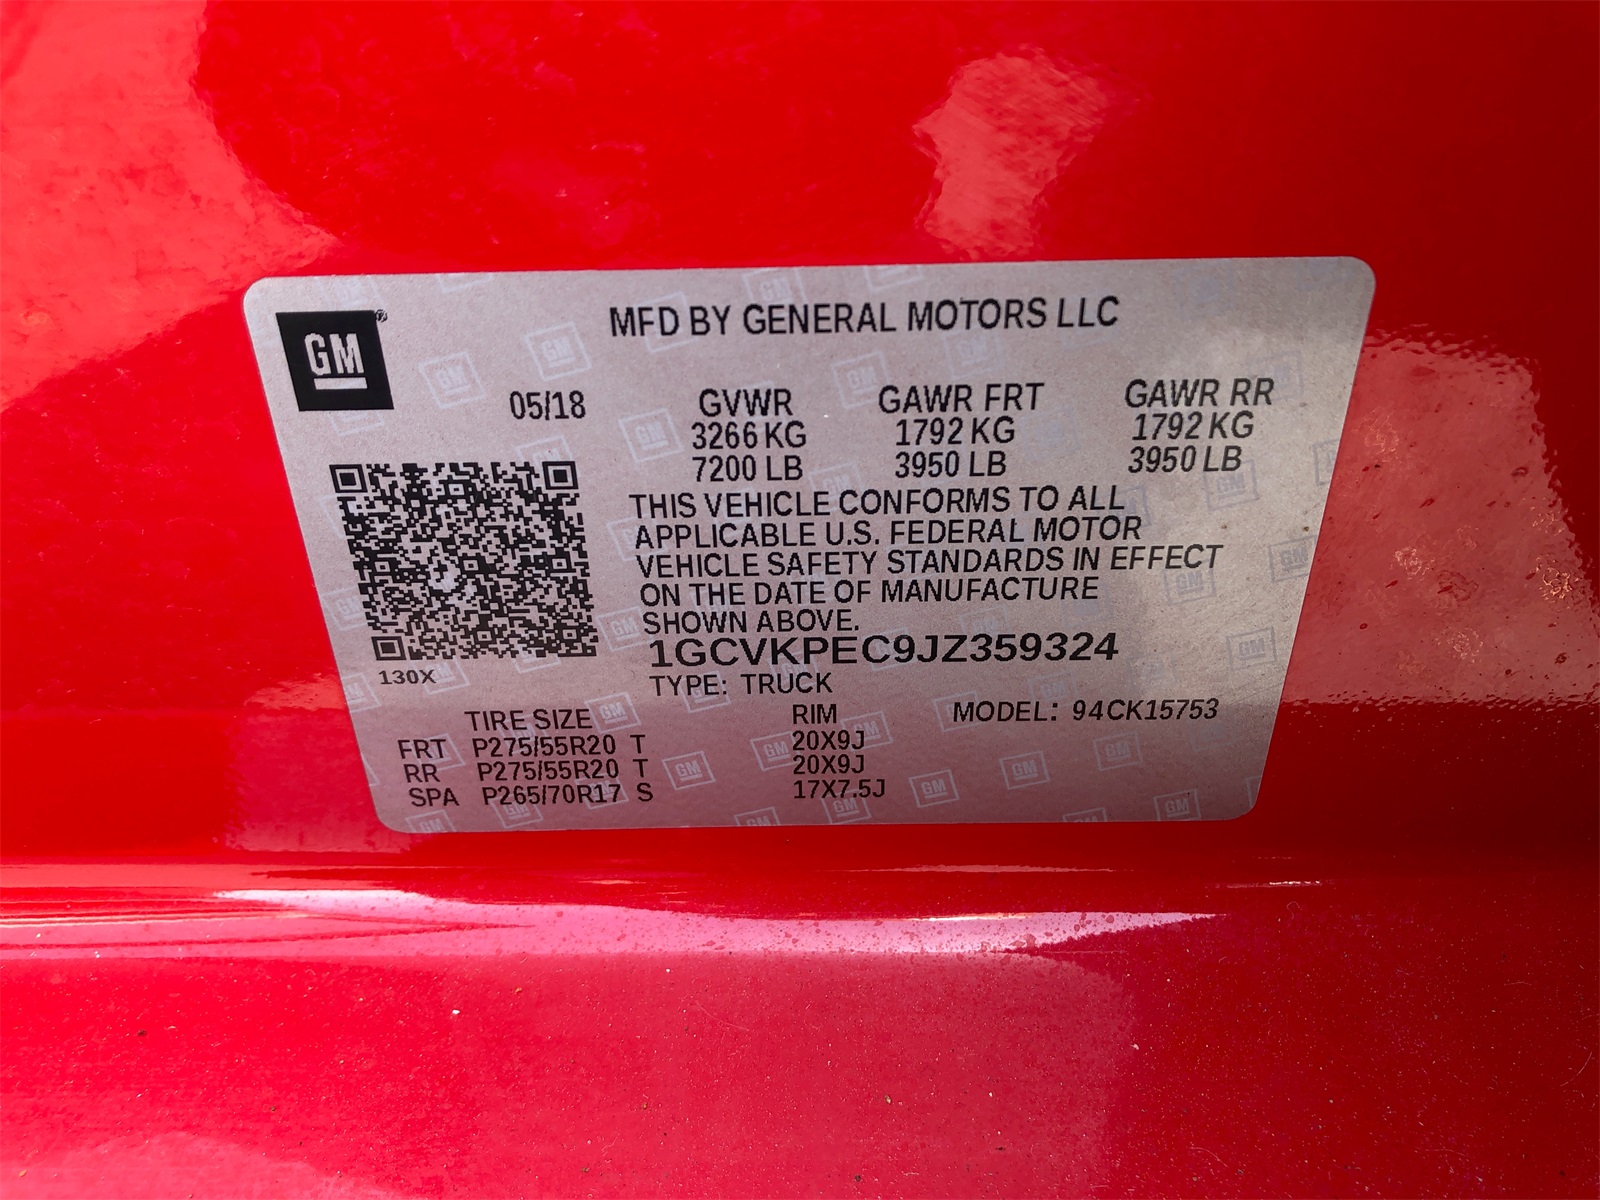 GM®
MFD BY GENERAL MOTORS LLC
05/18
GVWR GAWR FRT GAWR RR
3266 KG 1792 KG 1792 KG
7200 LB 3950 LB 3950 LB
THIS VEHICLE CONFORMS TO ALL
APPLICABLE U.S. FEDERAL MOTOR
VEHICLE SAFETY STANDARDS IN EFFECT
ON THE DATE OF MANUFACTURE
SHOWN ABOVE.
1GCVKPEC9JZ359324
130X
TYPE: TRUCK
TIRE SIZE RIM MODEL: 94CK15753
FRT P275/55R20 T 20X9J
RR P275/55R20 T 20X9J
SPA P265/70R17 S 17X7.5J